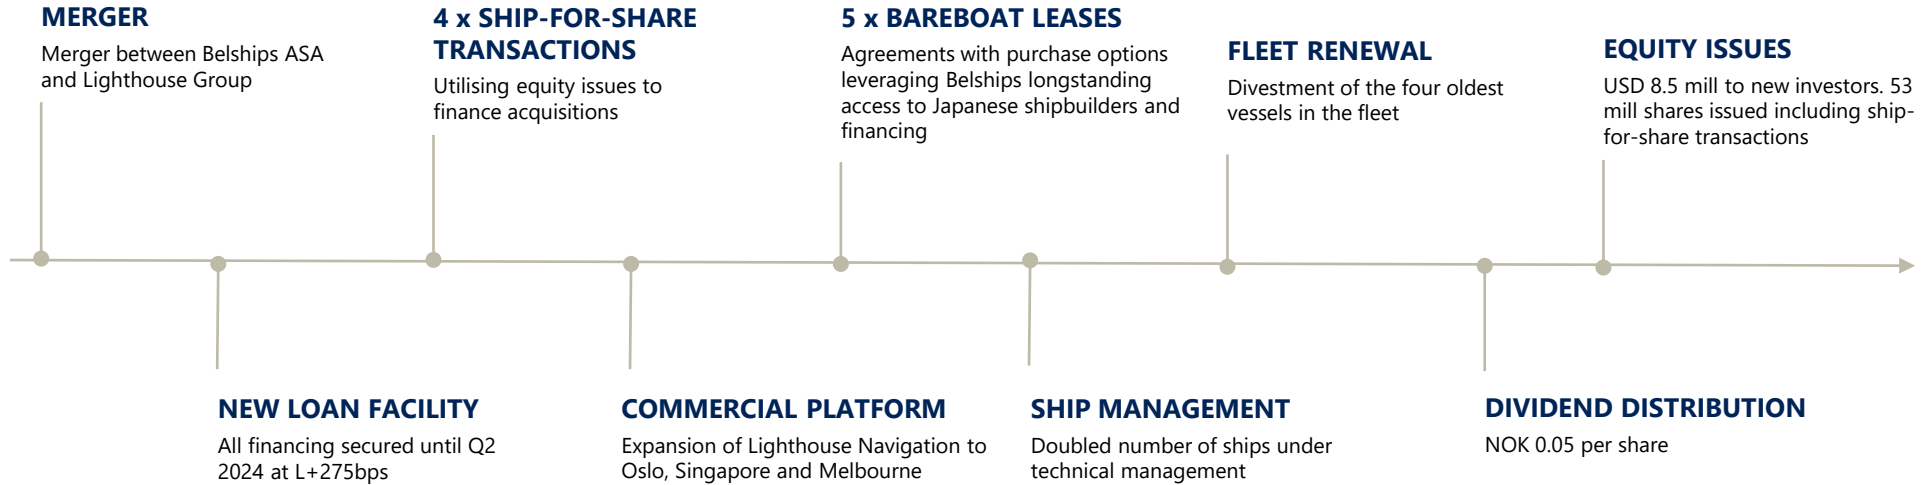 MERGER
Merger between Belships ASA
and Lighthouse Group
4 x SHIP-FOR-SHARE
TRANSACTIONS
Utilising equity issues to
finance acquisitions
5 x BAREBOAT LEASES
Agreements with purchase options
leveraging Belships longstanding
access to Japanese shipbuilders and
financing
FLEET RENEWAL
Divestment of the four oldest
vessels in the fleet
EQUITY ISSUES
USD 8.5 mill to new investors. 53
mill shares issued including ship-
for-share transactions
NEW LOAN FACILITY
All financing secured until Q2
2024 at L+275bps
COMMERCIAL PLATFORM
Expansion of Lighthouse Navigation to
Oslo, Singapore and Melbourne
SHIP MANAGEMENT
Doubled number of ships under
technical management
DIVIDEND DISTRIBUTION
NOK 0.05 per share